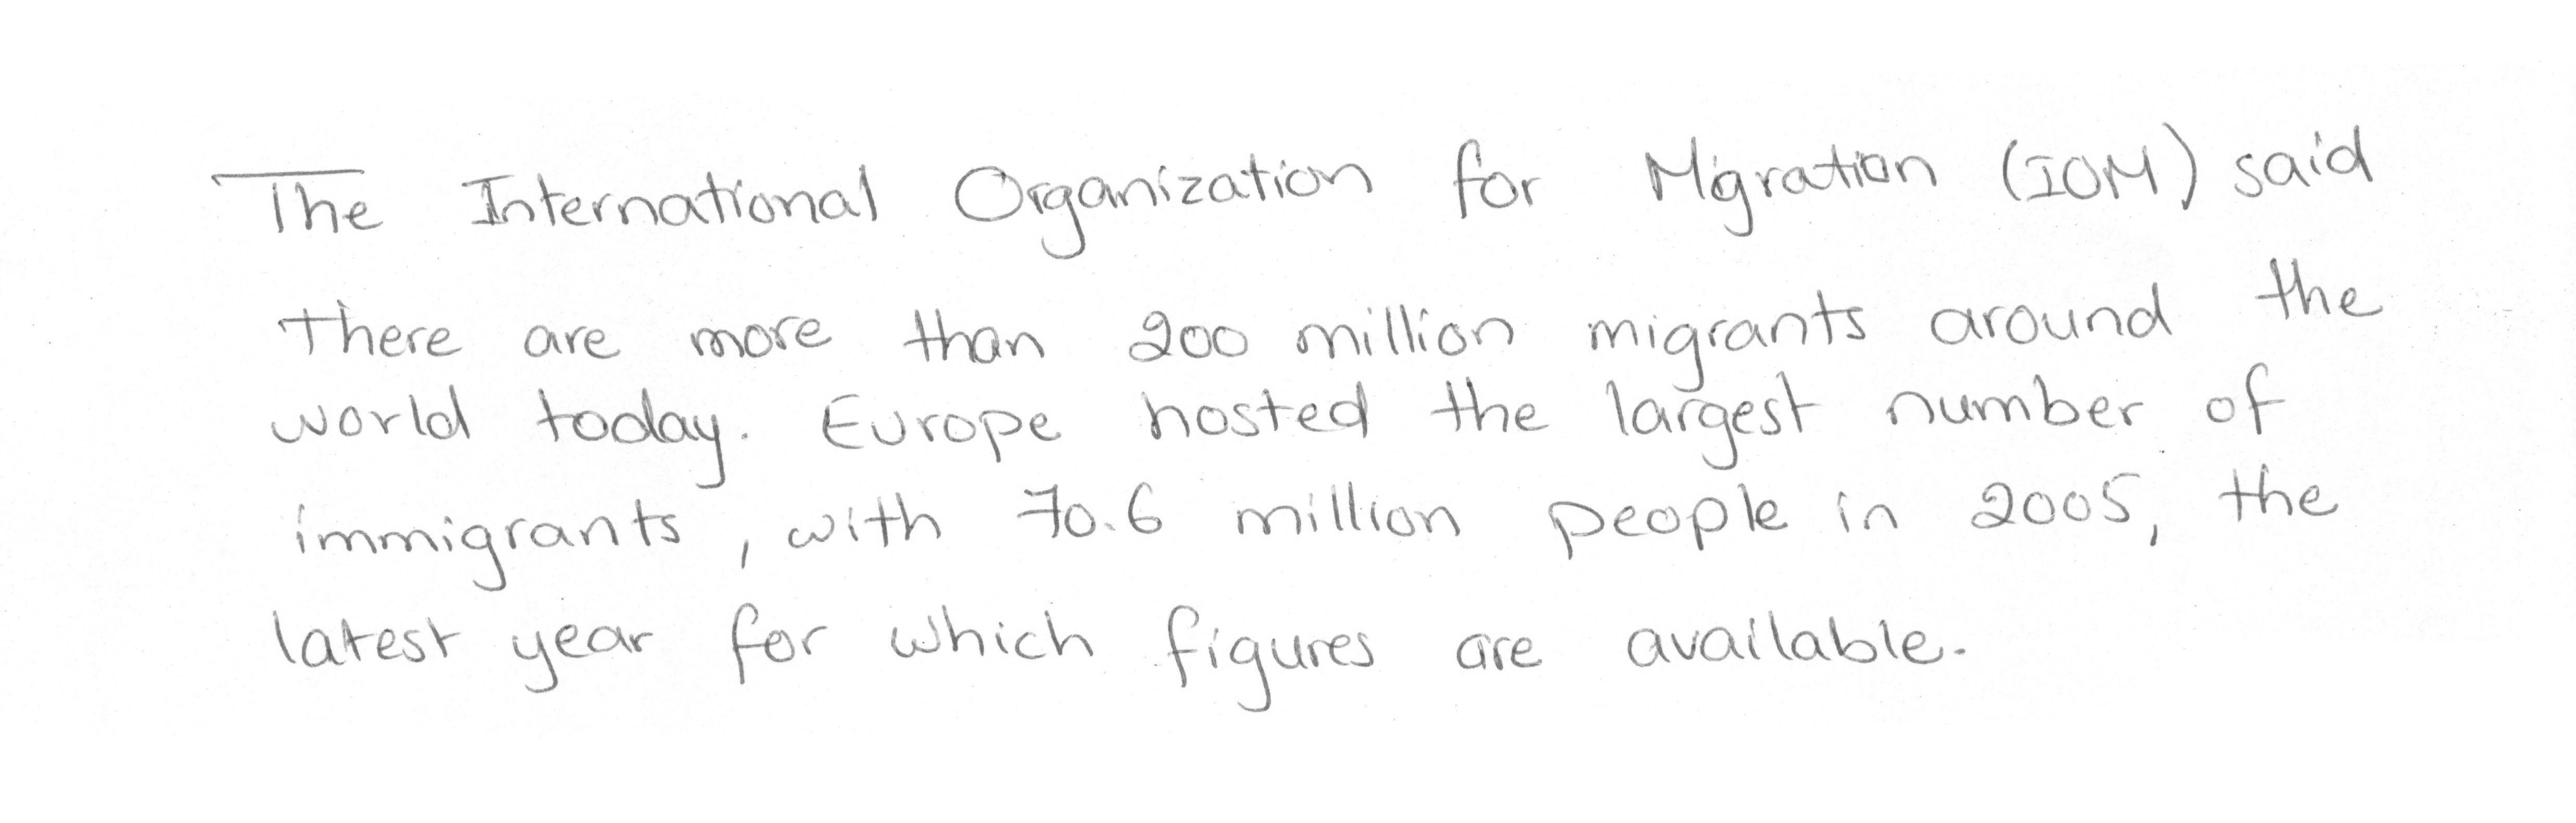 The International Organization for Migration (IOM) said
there are more than 200 million migrants around the
world today. Europe hosted the largest number of
immigrants, with 70.6 million people in 2005, the
latest year for which figures are available.